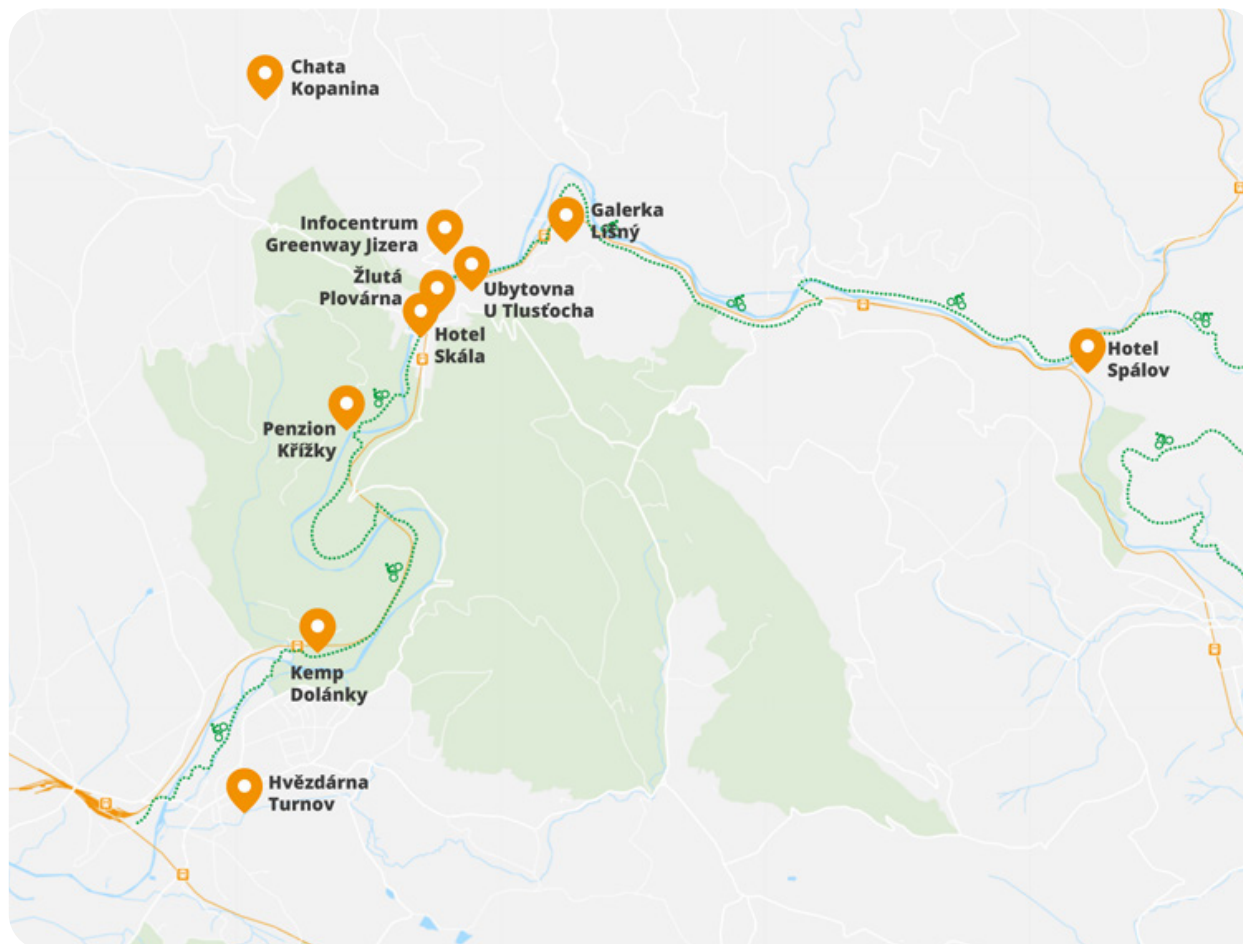 Chata
Kopanina
Infocentrum
Greenway Jizera
Galerka
Líšný
Žlutá
Plovárna
Ubytovna
U Tlusťocha
Hotel
Skála
Hotel
Spálov
Penzion
Křížky
Kemp
Dolánky
Hvězdárna
Turnov